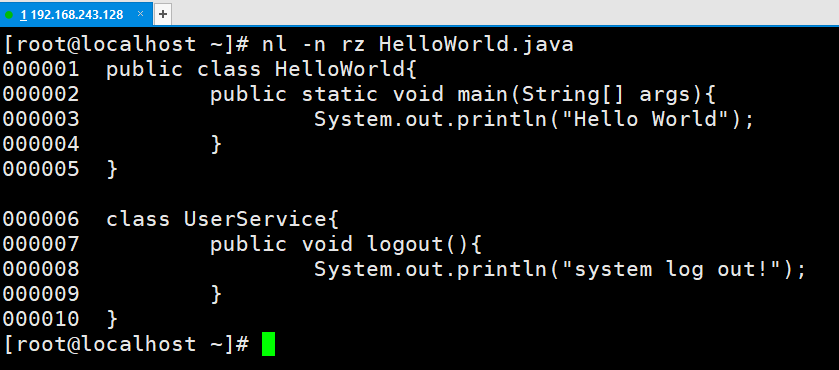 1 192.168.243.128 × +
[root@localhost ~]# nl -n rz HelloWorld.java
000001  public class HelloWorld{
000002          public static void main(String[] args){
000003                  System.out.println("Hello World");
000004          }
000005  }

000006  class UserService{
000007          public void logout(){
000008                  System.out.println("system log out!");
000009          }
000010  }
[root@localhost ~]#